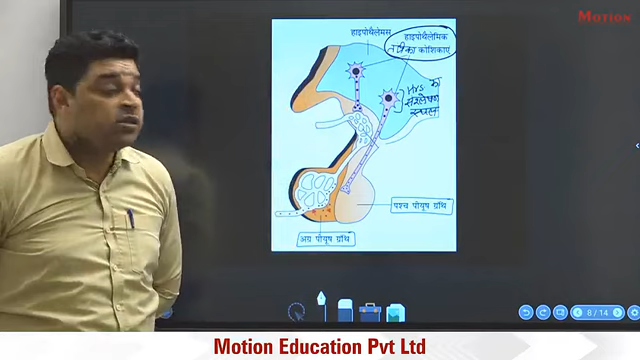 MOTION
हाइपोथैलेमस
हाइपोथैलेमिक
तंत्रिका कोशिकाएं
Hrs का
संश्लेषण
स्थल
पश्च पीयूष ग्रंथि
अग्र पीयूष ग्रंथि
8 / 14
Motion Education Pvt Ltd